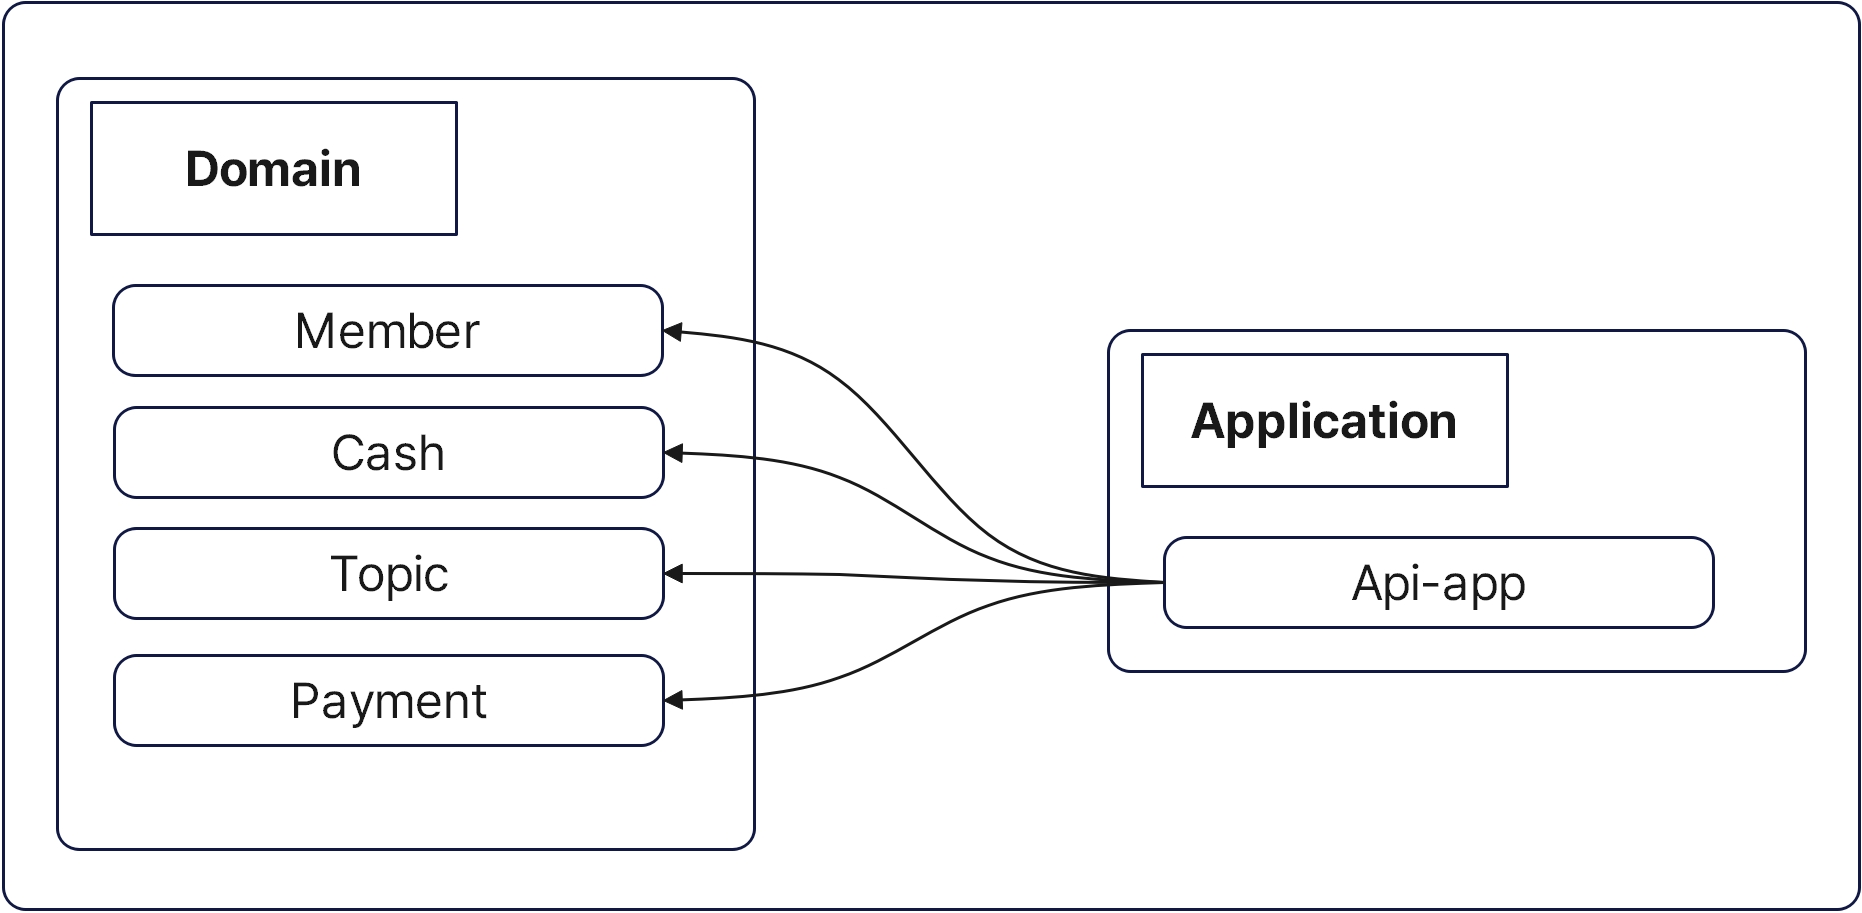 Domain
Member
Cash
Topic
Payment
Application
Api-app